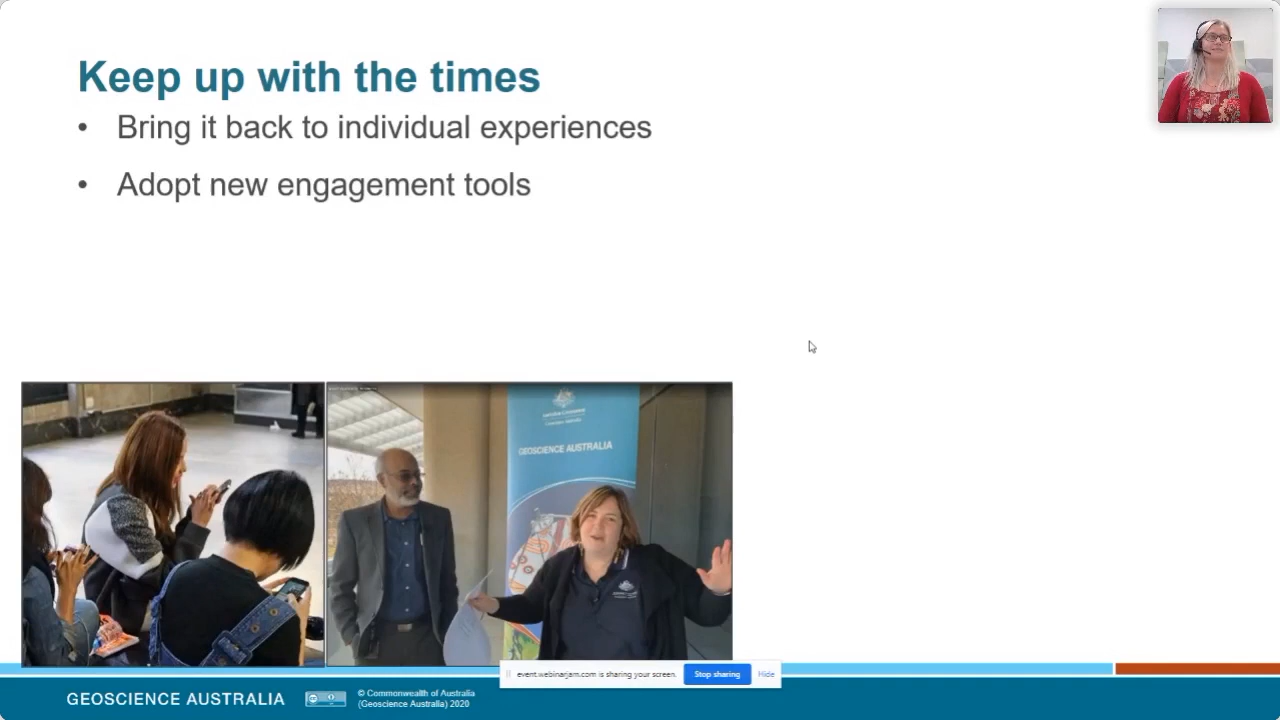 Keep up with the times
• Bring it back to individual experiences
• Adopt new engagement tools
GEOSCIENCE AUSTRALIA
event.webinarjam.com is sharing your screen.
Stop sharing
Hide
GEOSCIENCE AUSTRALIA
© Commonwealth of Australia
(Geoscience Australia) 2020